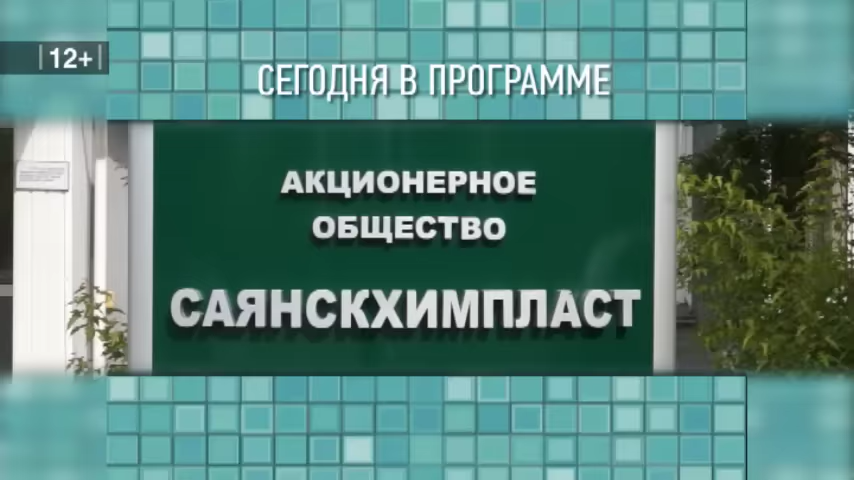 12+
СЕГОДНЯ В ПРОГРАММЕ
АКЦИОНЕРНОЕ
ОБЩЕСТВО
САЯНСКХИМПЛАСТ